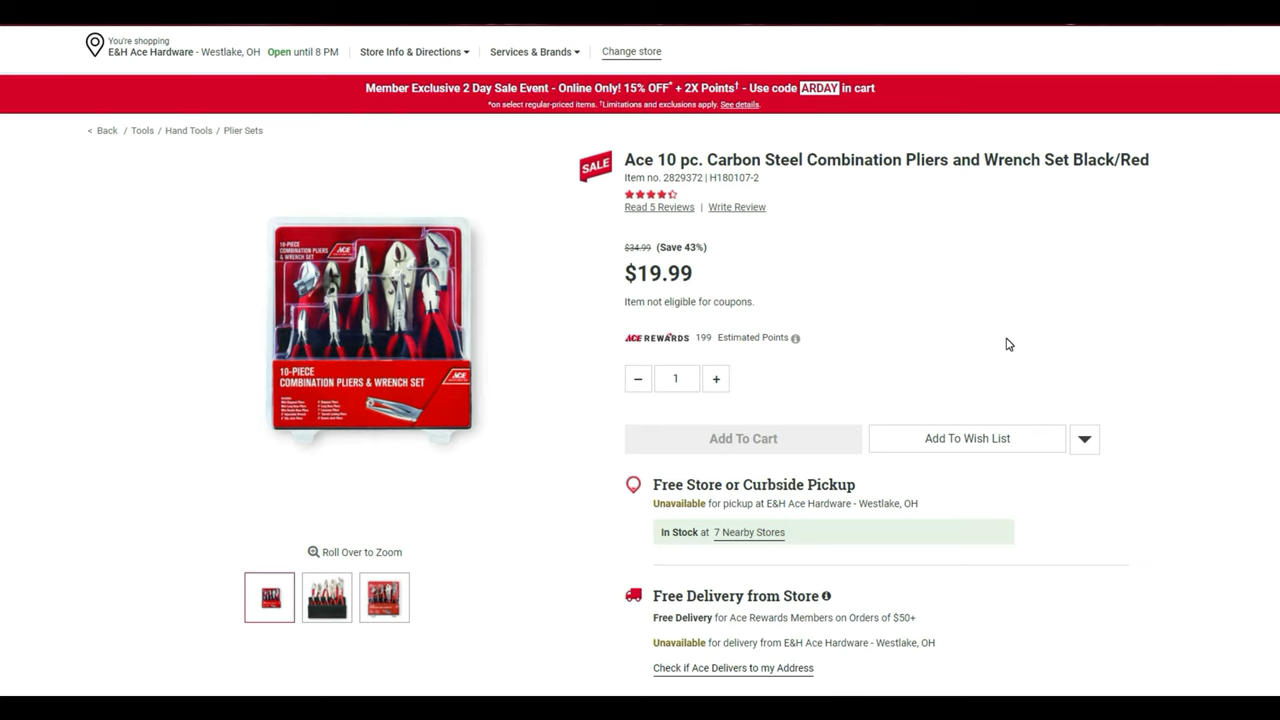 You're shopping
E&H Ace Hardware - Westlake, OH
Open until 8 PM
Store Info & Directions
Services & Brands
Change store
Member Exclusive 2 Day Sale Event - Online Only! 15% OFF* + 2X Points† - Use code ARDAY in cart
*on select regular-priced items. †Limitations and exclusions apply. See details.
< Back / Tools / Hand Tools / Plier Sets
SALE
Ace 10 pc. Carbon Steel Combination Pliers and Wrench Set Black/Red
Item no. 2829372 | H180107-2
Read 5 Reviews | Write Review
$34.99 (Save 43%)
$19.99
Item not eligible for coupons.
ACE REWARDS 199 Estimated Points
− 1 +
Add To Cart
Add To Wish List
Free Store or Curbside Pickup
Unavailable for pickup at E&H Ace Hardware - Westlake, OH
In Stock at 7 Nearby Stores
Free Delivery from Store
Free Delivery for Ace Rewards Members on Orders of $50+
Unavailable for delivery from E&H Ace Hardware - Westlake, OH
Check if Ace Delivers to my Address
10-PIECE
COMBINATION PLIERS
& WRENCH SET
ACE
10-PIECE
COMBINATION PLIERS & WRENCH SET
ACE
Roll Over to Zoom